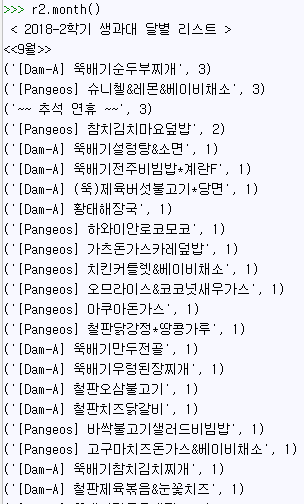 >>> r2.month()
< 2018-2학기 생과대 달별 리스트 >
<<9월>>
('[Dam-A] 뚝배기순두부찌개', 3)
('[Pangeos] 슈니첼&레몬&베이비채소', 3)
('~~ 추석 연휴 ~~', 3)
('[Pangeos] 참치김치마요덮밥', 2)
('[Dam-A] 뚝배기설렁탕&소면', 1)
('[Dam-A] 뚝배기전주비빔밥*계란F', 1)
('[Dam-A] (뚝)제육버섯불고기*당면', 1)
('[Dam-A] 황태해장국', 1)
('[Pangeos] 하와이안로코모코', 1)
('[Pangeos] 가츠돈가스카레덮밥', 1)
('[Pangeos] 치킨커틀렛&베이비채소', 1)
('[Pangeos] 오므라이스&코코넛새우가스', 1)
('[Pangeos] 아쿠아돈가스', 1)
('[Pangeos] 철판닭강정*땅콩가루', 1)
('[Dam-A] 뚝배기만두전골', 1)
('[Dam-A] 뚝배기우렁된장찌개', 1)
('[Dam-A] 철판오삼불고기', 1)
('[Dam-A] 철판치즈닭갈비', 1)
('[Pangeos] 바싹불고기샐러드비빔밥', 1)
('[Pangeos] 고구마치즈돈가스&베이비채소', 1)
('[Dam-A] 뚝배기참치김치찌개', 1)
('[Dam-A] 철판제육볶음&눈꽃치즈', 1)